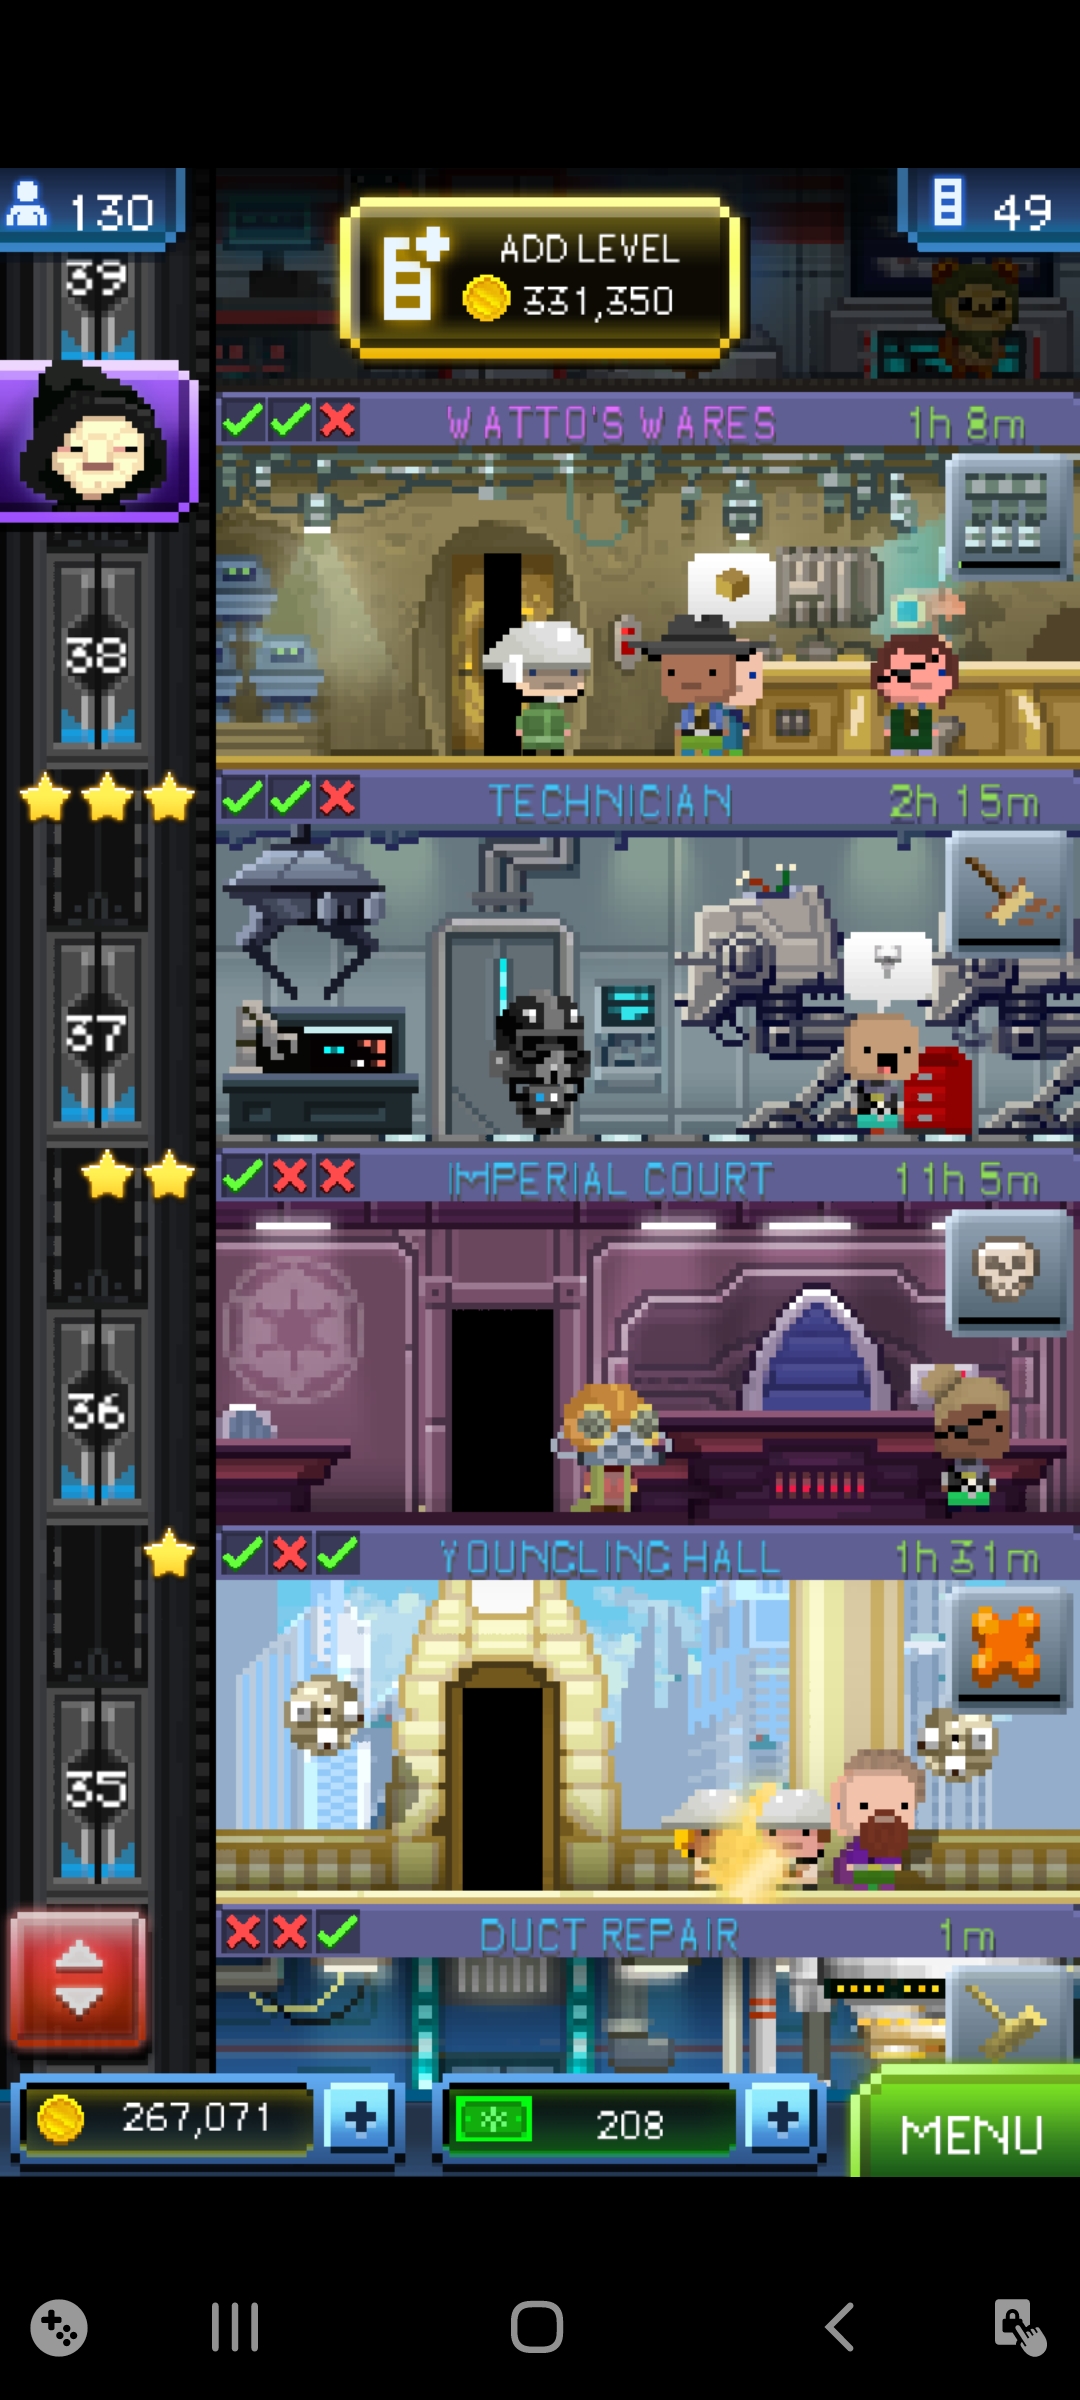 130
ADD LEVEL
331,350
49
39
WATTO'S WARES
1h 8m
38
TECHNICIAN
2h 15m
37
IMPERIAL COURT
11h 5m
36
YOUNGLING HALL
1h 31m
35
DUCT REPAIR
1m
267,071
208
MENU